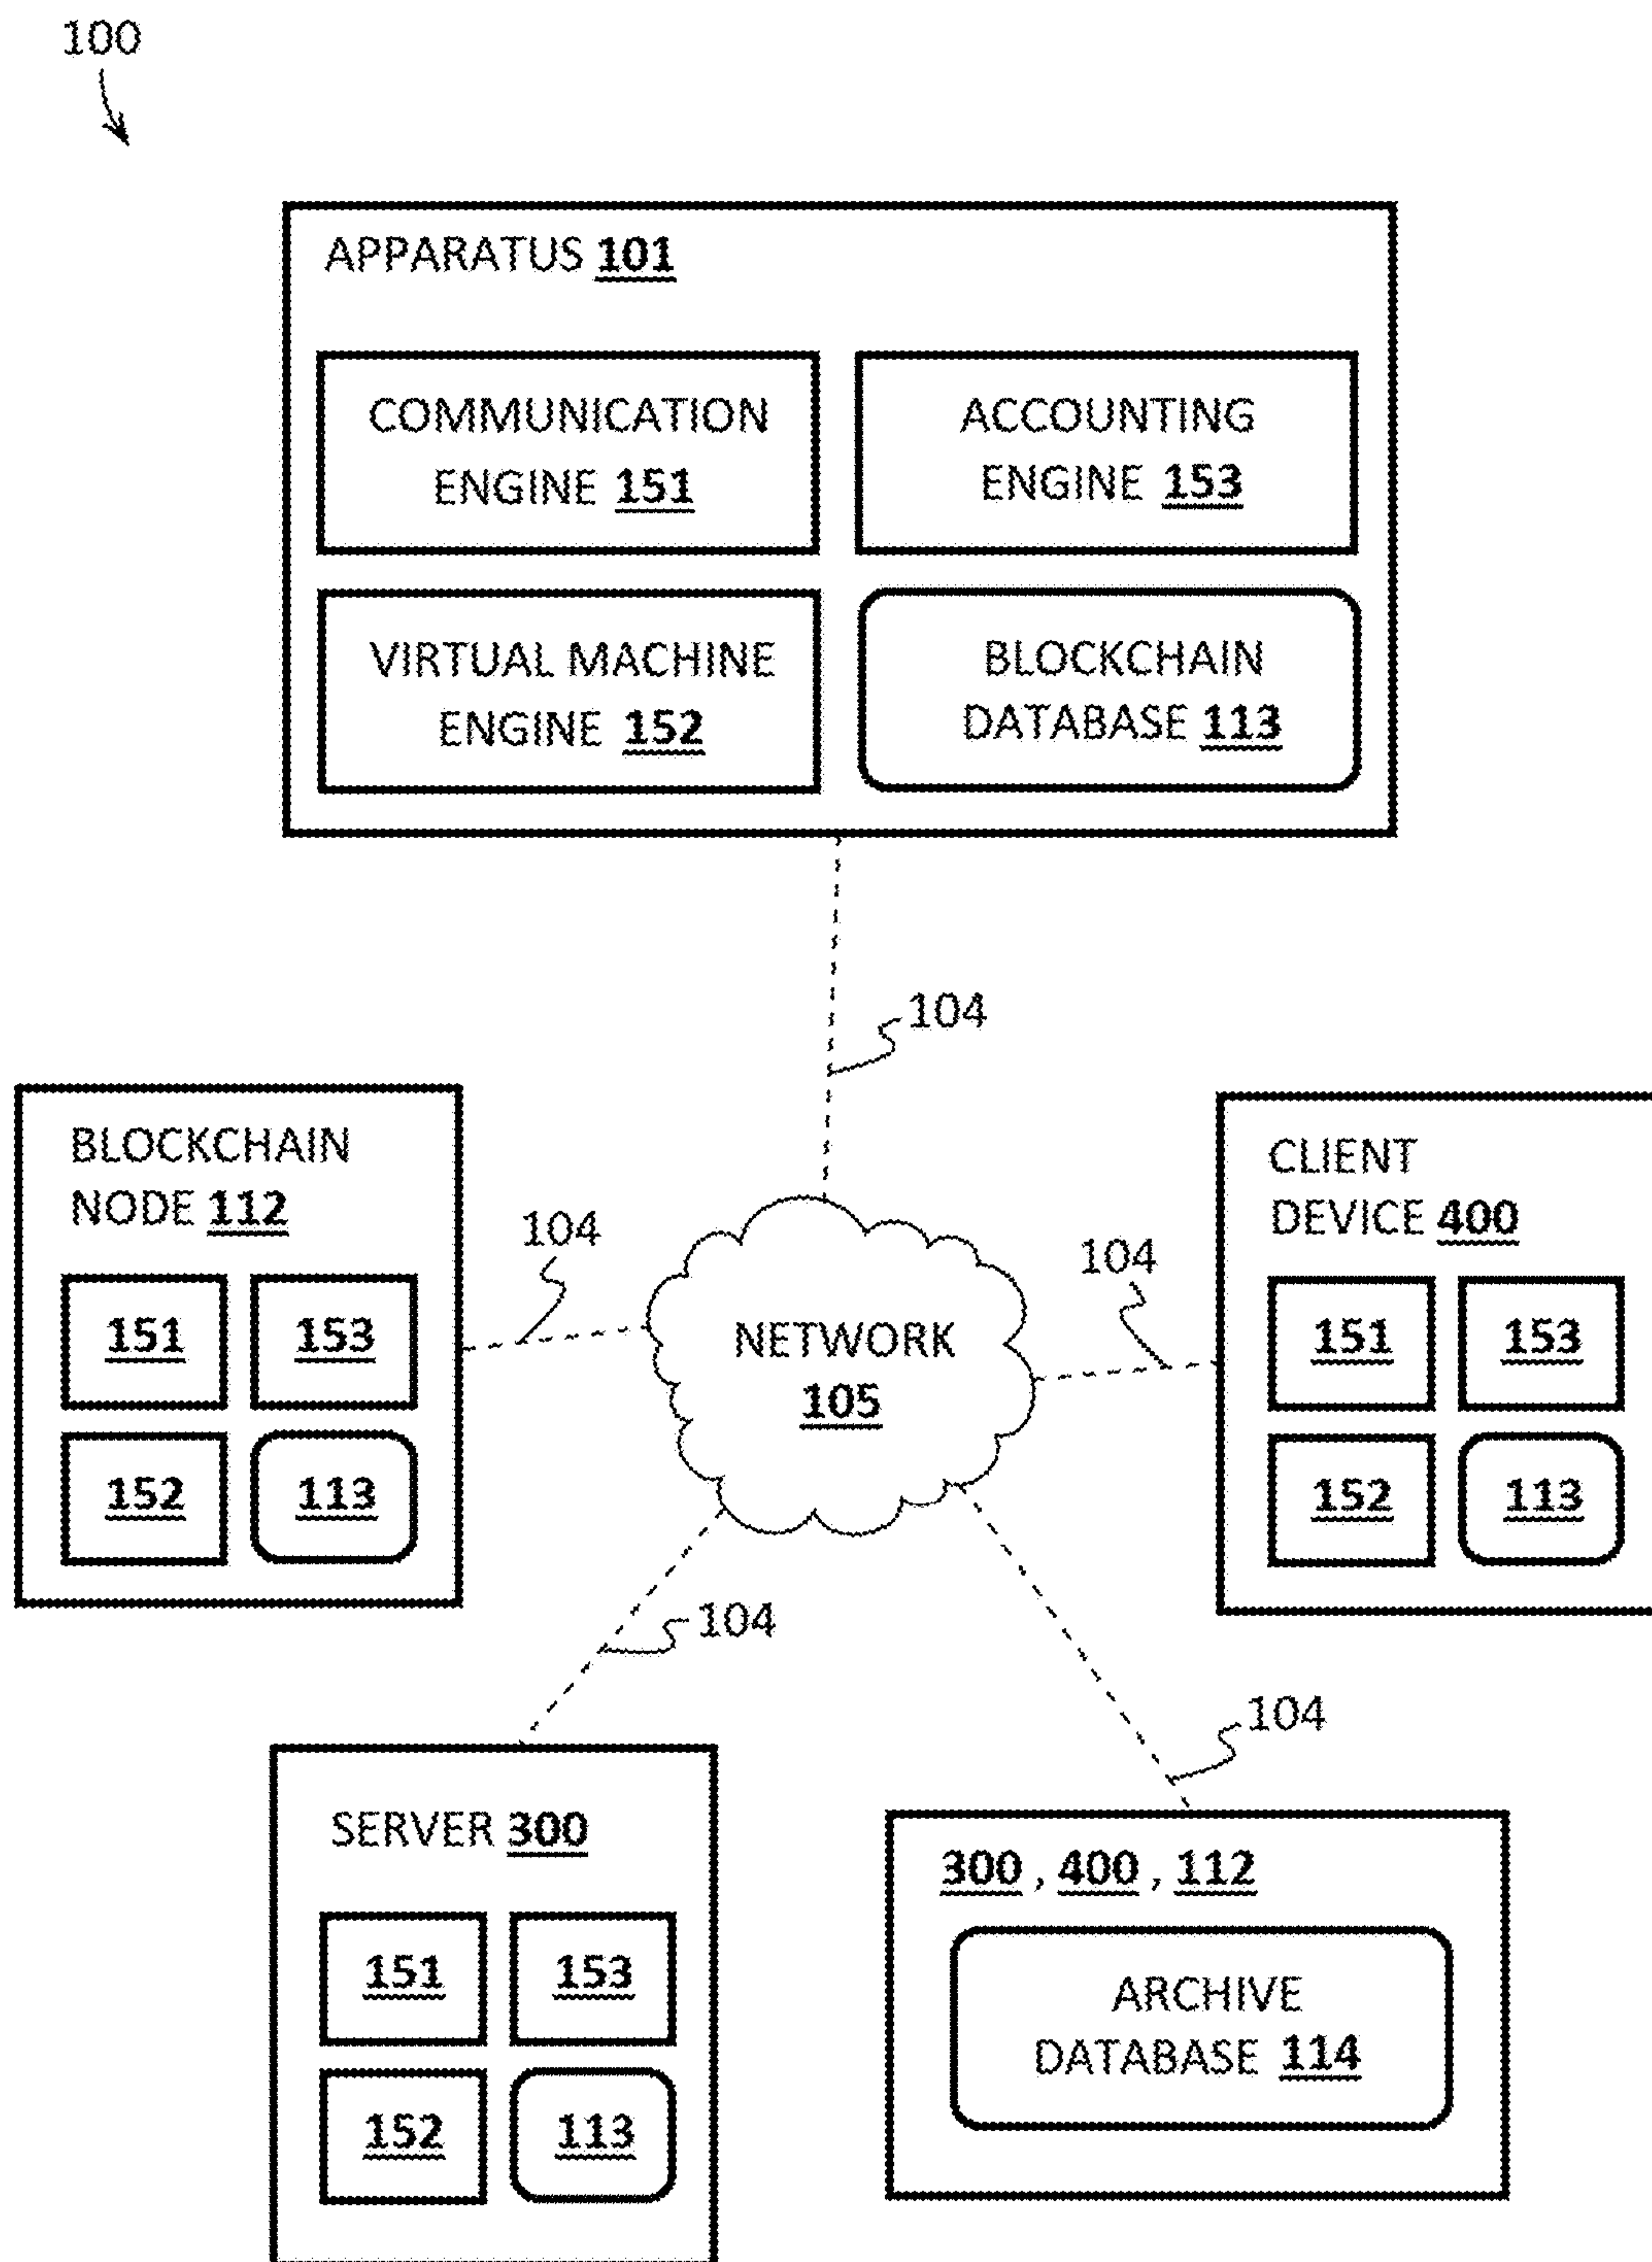 100
APPARATUS 101
COMMUNICATION
ENGINE 151
ACCOUNTING
ENGINE 153
VIRTUAL MACHINE
ENGINE 152
BLOCKCHAIN
DATABASE 113
104
BLOCKCHAIN
NODE 112
151 153
152 113
104
NETWORK
105
104
CLIENT
DEVICE 400
151 153
152 113
104
SERVER 300
151 153
152 113
104
300 , 400 , 112
ARCHIVE
DATABASE 114